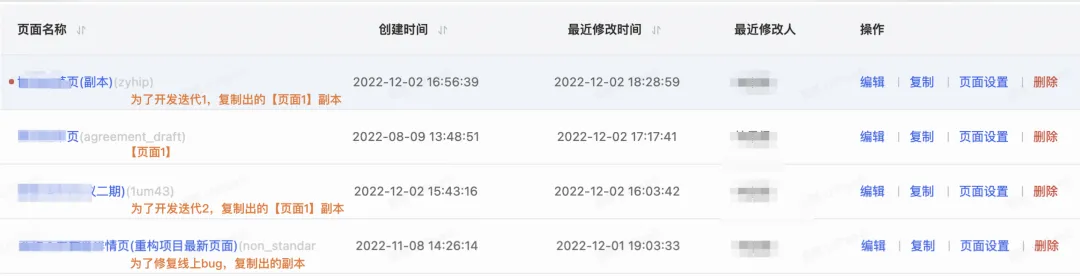 页面名称 创建时间 最近修改时间 最近修改人 操作
页(副本)(zyhip) 2022-12-02 16:56:39 2022-12-02 18:28:59 编辑 复制 页面设置 删除
为了开发迭代1，复制出的【页面1】副本
页(agreement_draft) 2022-08-09 13:48:51 2022-12-02 17:17:41 编辑 复制 页面设置 删除
【页面1】
二期)(1um43) 2022-12-02 15:43:16 2022-12-02 16:03:42 编辑 复制 页面设置 删除
为了开发迭代2，复制出的【页面1】副本
情页(重构项目最新页面)(non_standar 2022-11-08 14:26:14 2022-12-01 19:03:33 编辑 复制 页面设置 删除
为了修复线上bug，复制出的副本